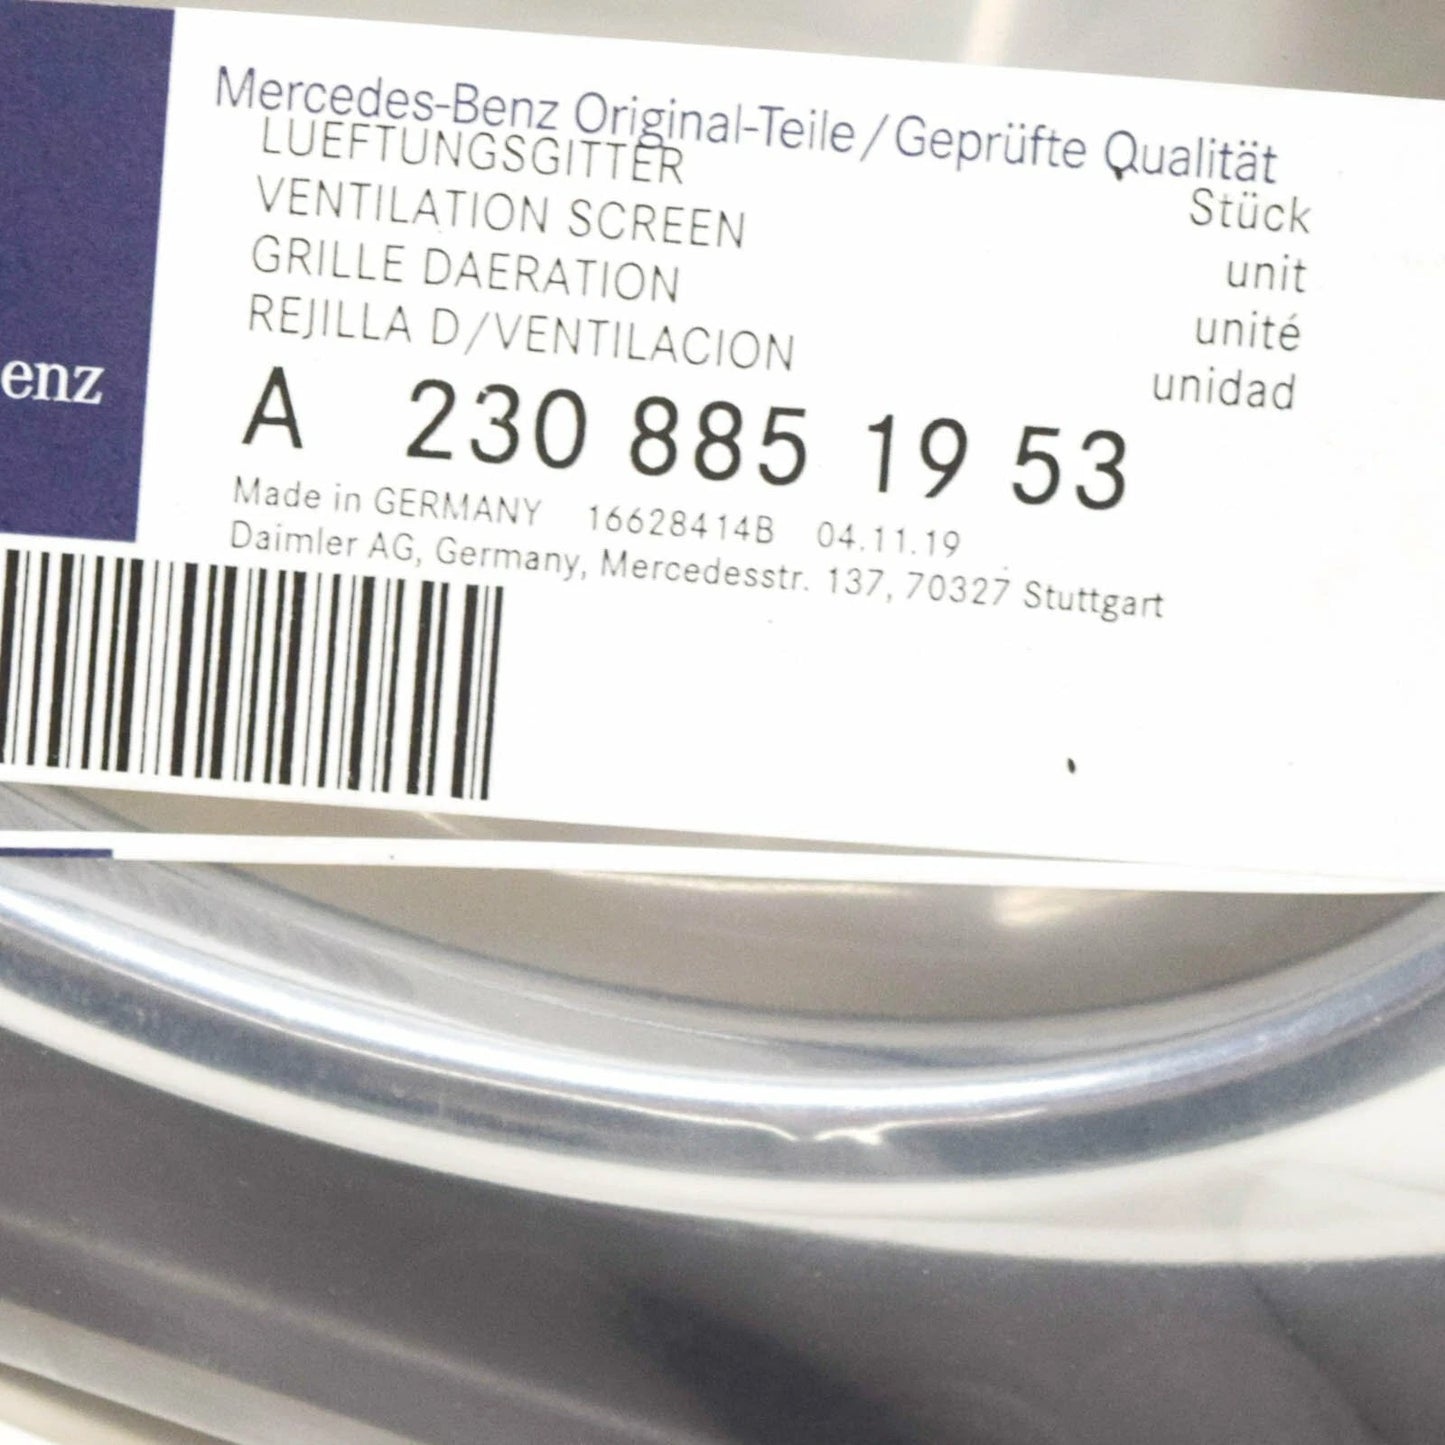 Mercedes-Benz Original-Teile/Geprüfte Qualität
LUEFTUNGSGITTER Stück
VENTILATION SCREEN unit
GRILLE DAERATION unité
REJILLA D/VENTILACION unidad
enz
A 230 885 19 53
Made in GERMANY 16628414B 04.11.19
Daimler AG, Germany, Mercedesstr. 137, 70327 Stuttgart